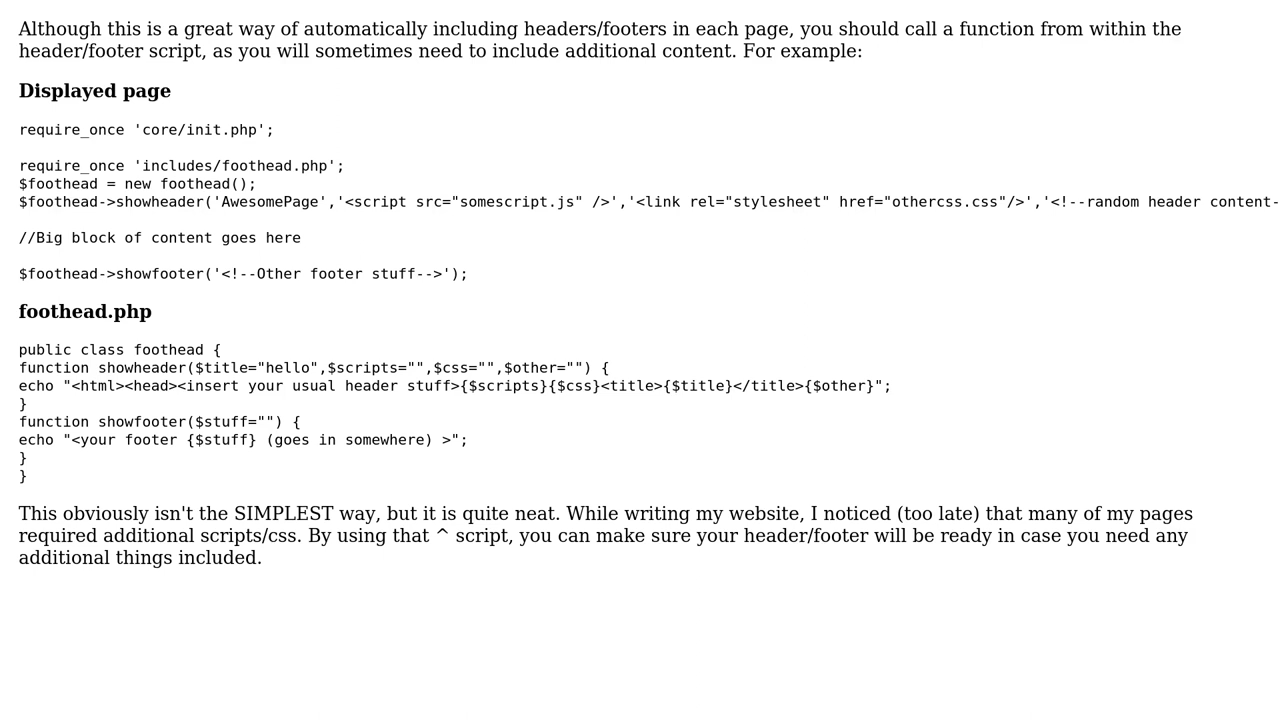 Although this is a great way of automatically including headers/footers in each page, you should call a function from within the
header/footer script, as you will sometimes need to include additional content. For example:
Displayed page
require_once 'core/init.php';
require_once 'includes/foothead.php';
$foothead = new foothead();
$foothead->showheader('AwesomePage','<script src="somescript.js" />','<link rel="stylesheet" href="othercss.css"/>','<!--random header content-
//Big block of content goes here
$foothead->showfooter('<!--Other footer stuff-->');
foothead.php
public class foothead {
function showheader($title="hello",$scripts="",$css="",$other="") {
echo "<html><head><insert your usual header stuff>{$scripts}{$css}<title>{$title}</title>{$other}";
}
function showfooter($stuff="") {
echo "<your footer {$stuff} (goes in somewhere) >";
}
}
This obviously isn't the SIMPLEST way, but it is quite neat. While writing my website, I noticed (too late) that many of my pages
required additional scripts/css. By using that ^ script, you can make sure your header/footer will be ready in case you need any
additional things included.